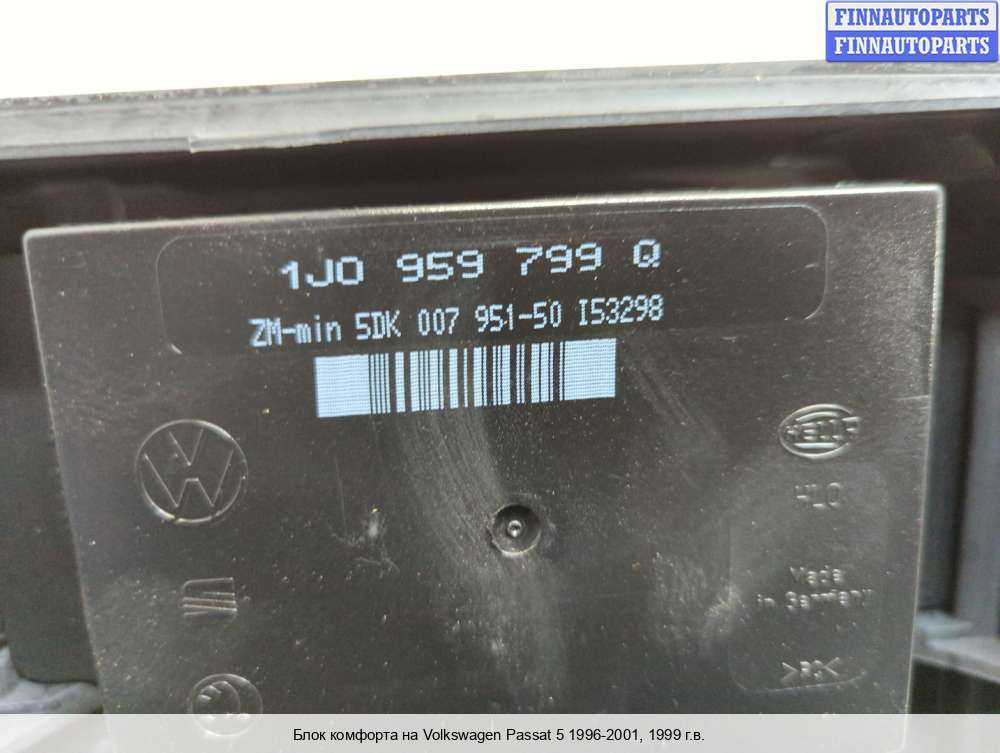 FINNAUTOPARTS
FINNAUTOPARTS
1J0 959 799 Q
ZM-min 5DK 007 951-50 I53298
HELLA
Made
in Germany
Блок комфорта на Volkswagen Passat 5 1996-2001, 1999 г.в.